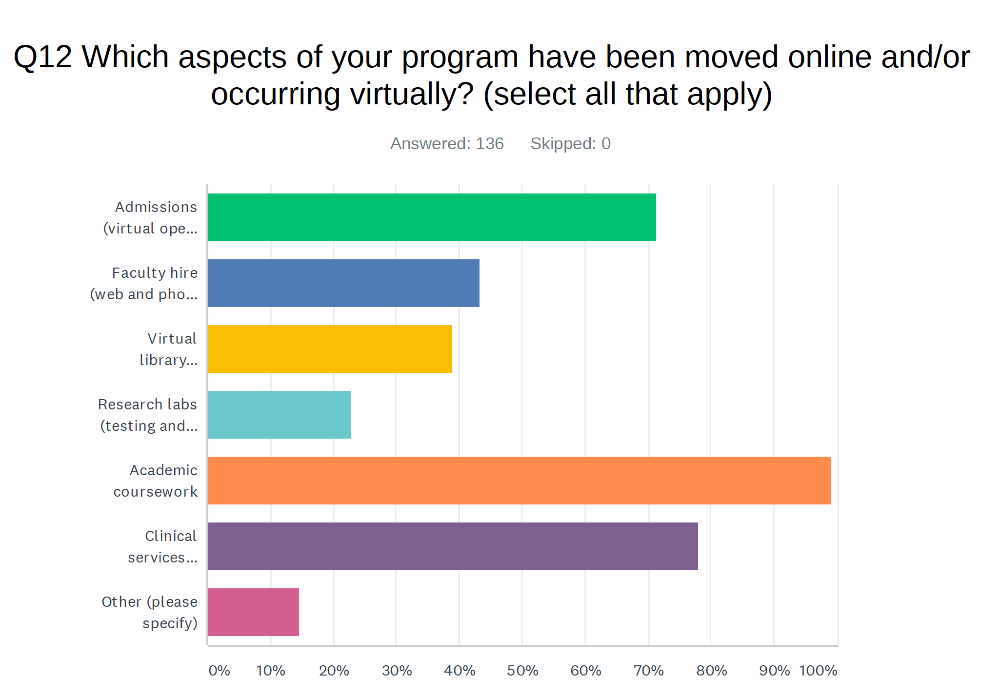 Q12 Which aspects of your program have been moved online and/or
occurring virtually? (select all that apply)
Answered: 136 Skipped: 0
Admissions
(virtual ope...
Faculty hire
(web and pho...
Virtual
library...
Research labs
(testing and...
Academic
coursework
Clinical
services...
Other (please
specify)
0% 10% 20% 30% 40% 50% 60% 70% 80% 90% 100%